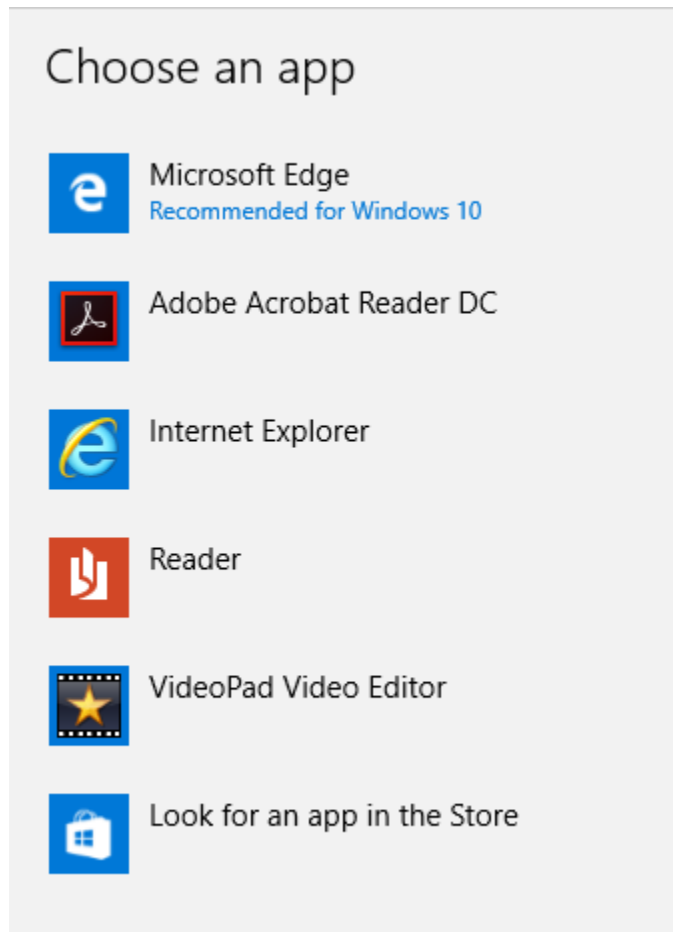 Choose an app
Microsoft Edge
Recommended for Windows 10
Adobe Acrobat Reader DC
Internet Explorer
Reader
VideoPad Video Editor
Look for an app in the Store